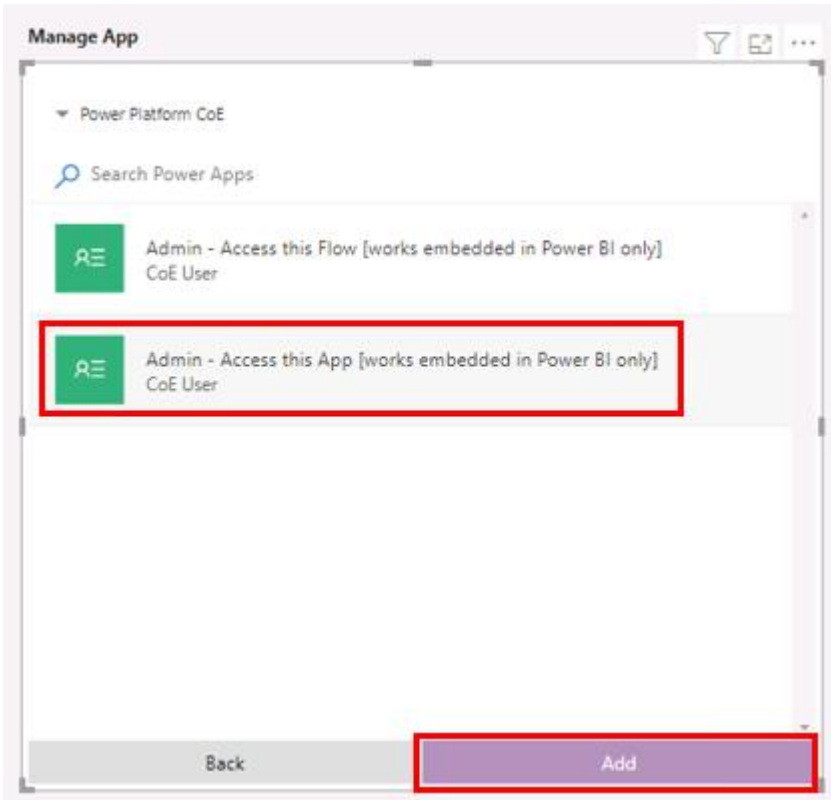 Manage App
Power Platform CoE
Search Power Apps
Admin - Access this Flow [works embedded in Power BI only]
CoE User
Admin - Access this App [works embedded in Power BI only]
CoE User
Back
Add